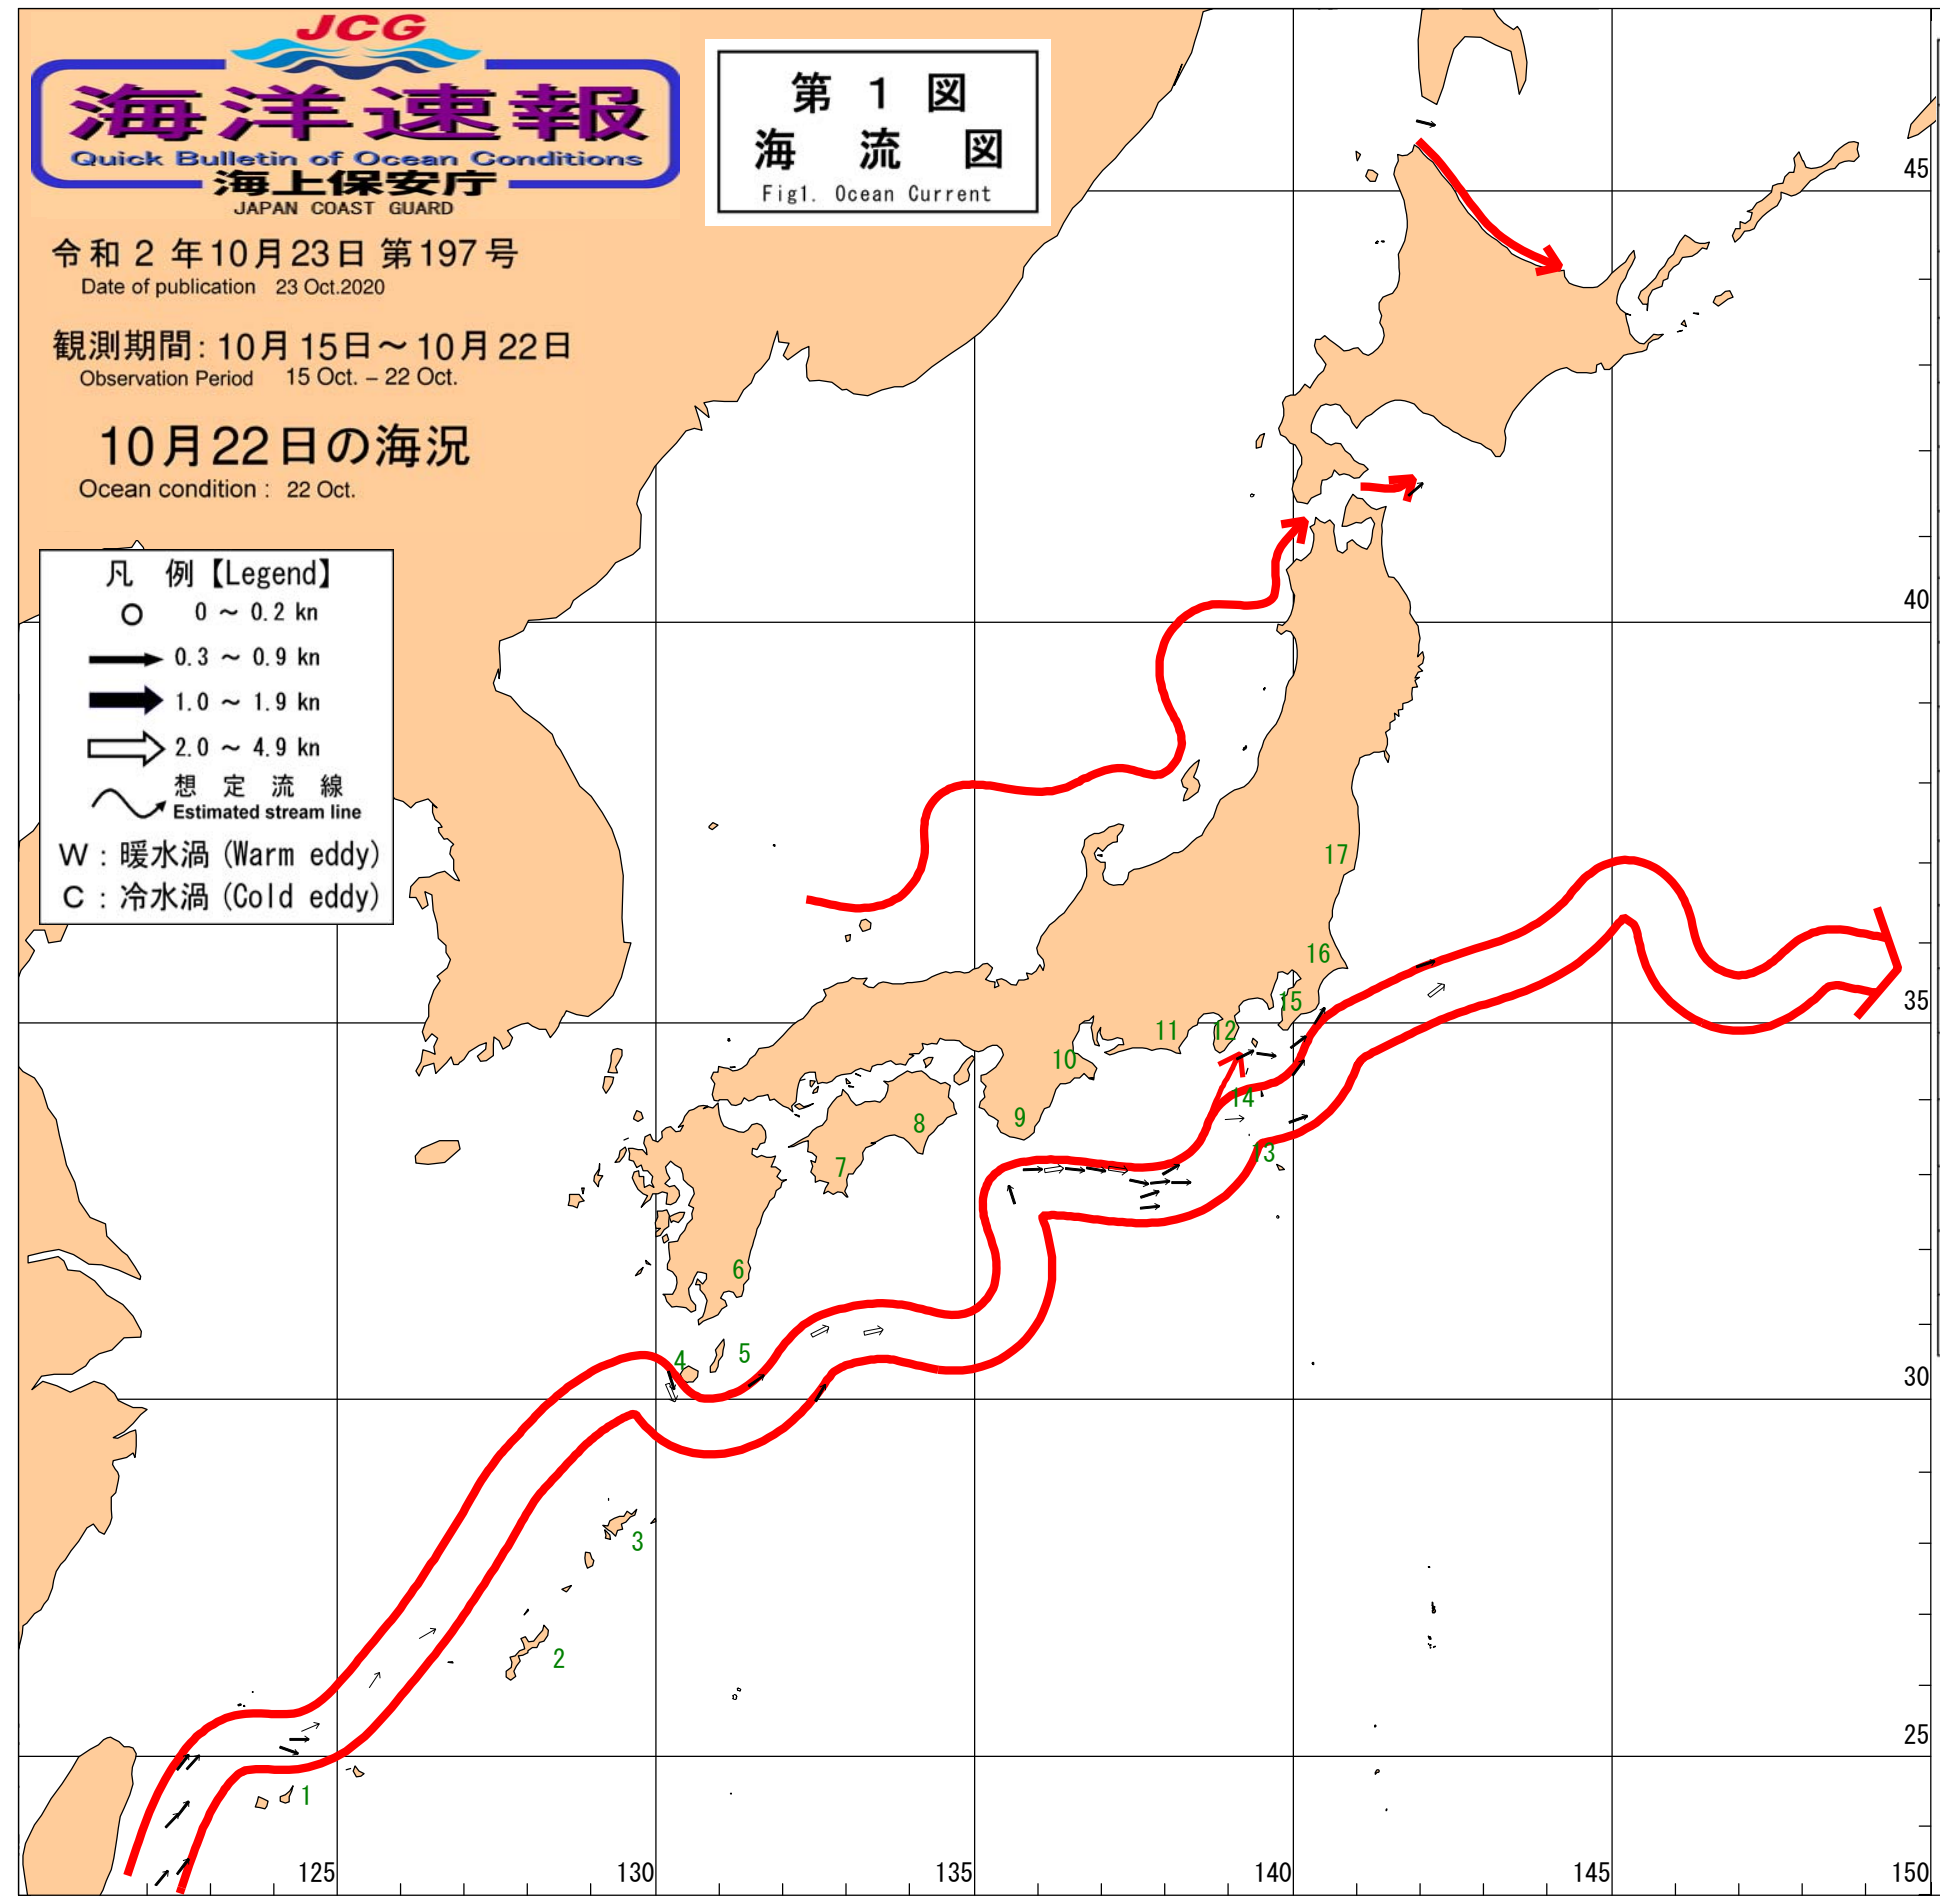 JCG
海洋速報
Quick Bulletin of Ocean Conditions
海上保安庁
JAPAN COAST GUARD
第 1 図
海 流 図
Fig1. Ocean Current
令和 2 年10月23日 第197号
Date of publication 23 Oct.2020
観測期間: 10月15日～10月22日
Observation Period 15 Oct. – 22 Oct.
10月22日の海況
Ocean condition : 22 Oct.
凡 例【Legend】
0 ～ 0.2 kn
0.3 ～ 0.9 kn
1.0 ～ 1.9 kn
2.0 ～ 4.9 kn
想 定 流 線
Estimated stream line
W : 暖水渦 (Warm eddy)
C : 冷水渦 (Cold eddy)
45
40
17
16
35
15
12
11
10
14
9
8
13
7
6
5
4
30
3
2
25
1
125
130
135
140
145
150